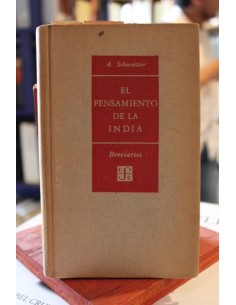 A. Schweitzer
EL
PENSAMIENTO
DE LA
INDIA
Breviarios